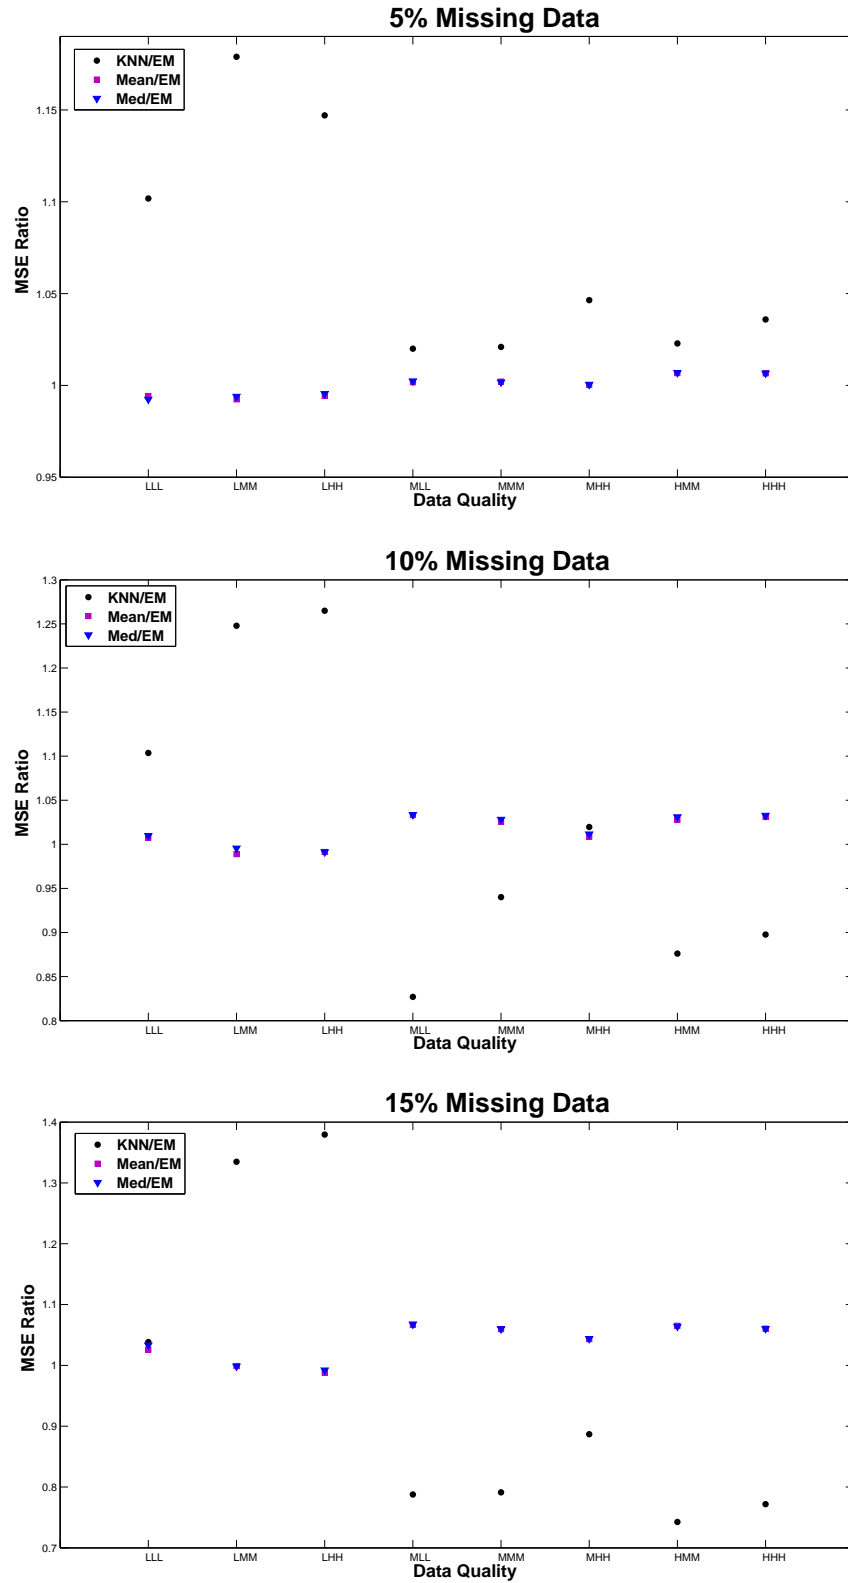 5% Missing Data
KNN/EM
Mean/EM
Med/EM
1.15
1.1
1.05
1
0.95
MSE Ratio
LLL LMM LHH MLL MMM MHH HMM HHH
Data Quality
10% Missing Data
KNN/EM
Mean/EM
Med/EM
1.3
1.25
1.2
1.15
1.1
1.05
1
0.95
0.9
0.85
0.8
MSE Ratio
LLL LMM LHH MLL MMM MHH HMM HHH
Data Quality
15% Missing Data
KNN/EM
Mean/EM
Med/EM
1.4
1.3
1.2
1.1
1
0.9
0.8
0.7
MSE Ratio
LLL LMM LHH MLL MMM MHH HMM HHH
Data Quality